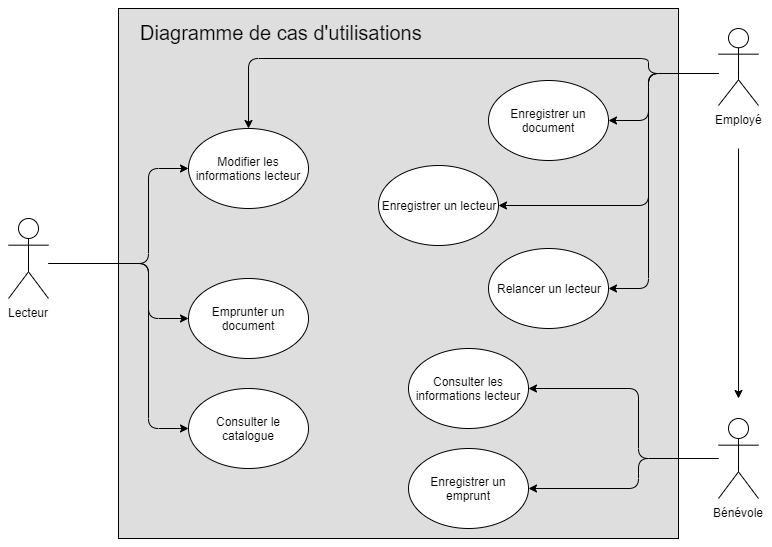 Diagramme de cas d'utilisations
Employé
Enregistrer un
document
Modifier les
informations lecteur
Enregistrer un lecteur
Relancer un lecteur
Lecteur
Emprunter un
document
Consulter les
informations lecteur
Consulter le
catalogue
Enregistrer un
emprunt
Bénévole